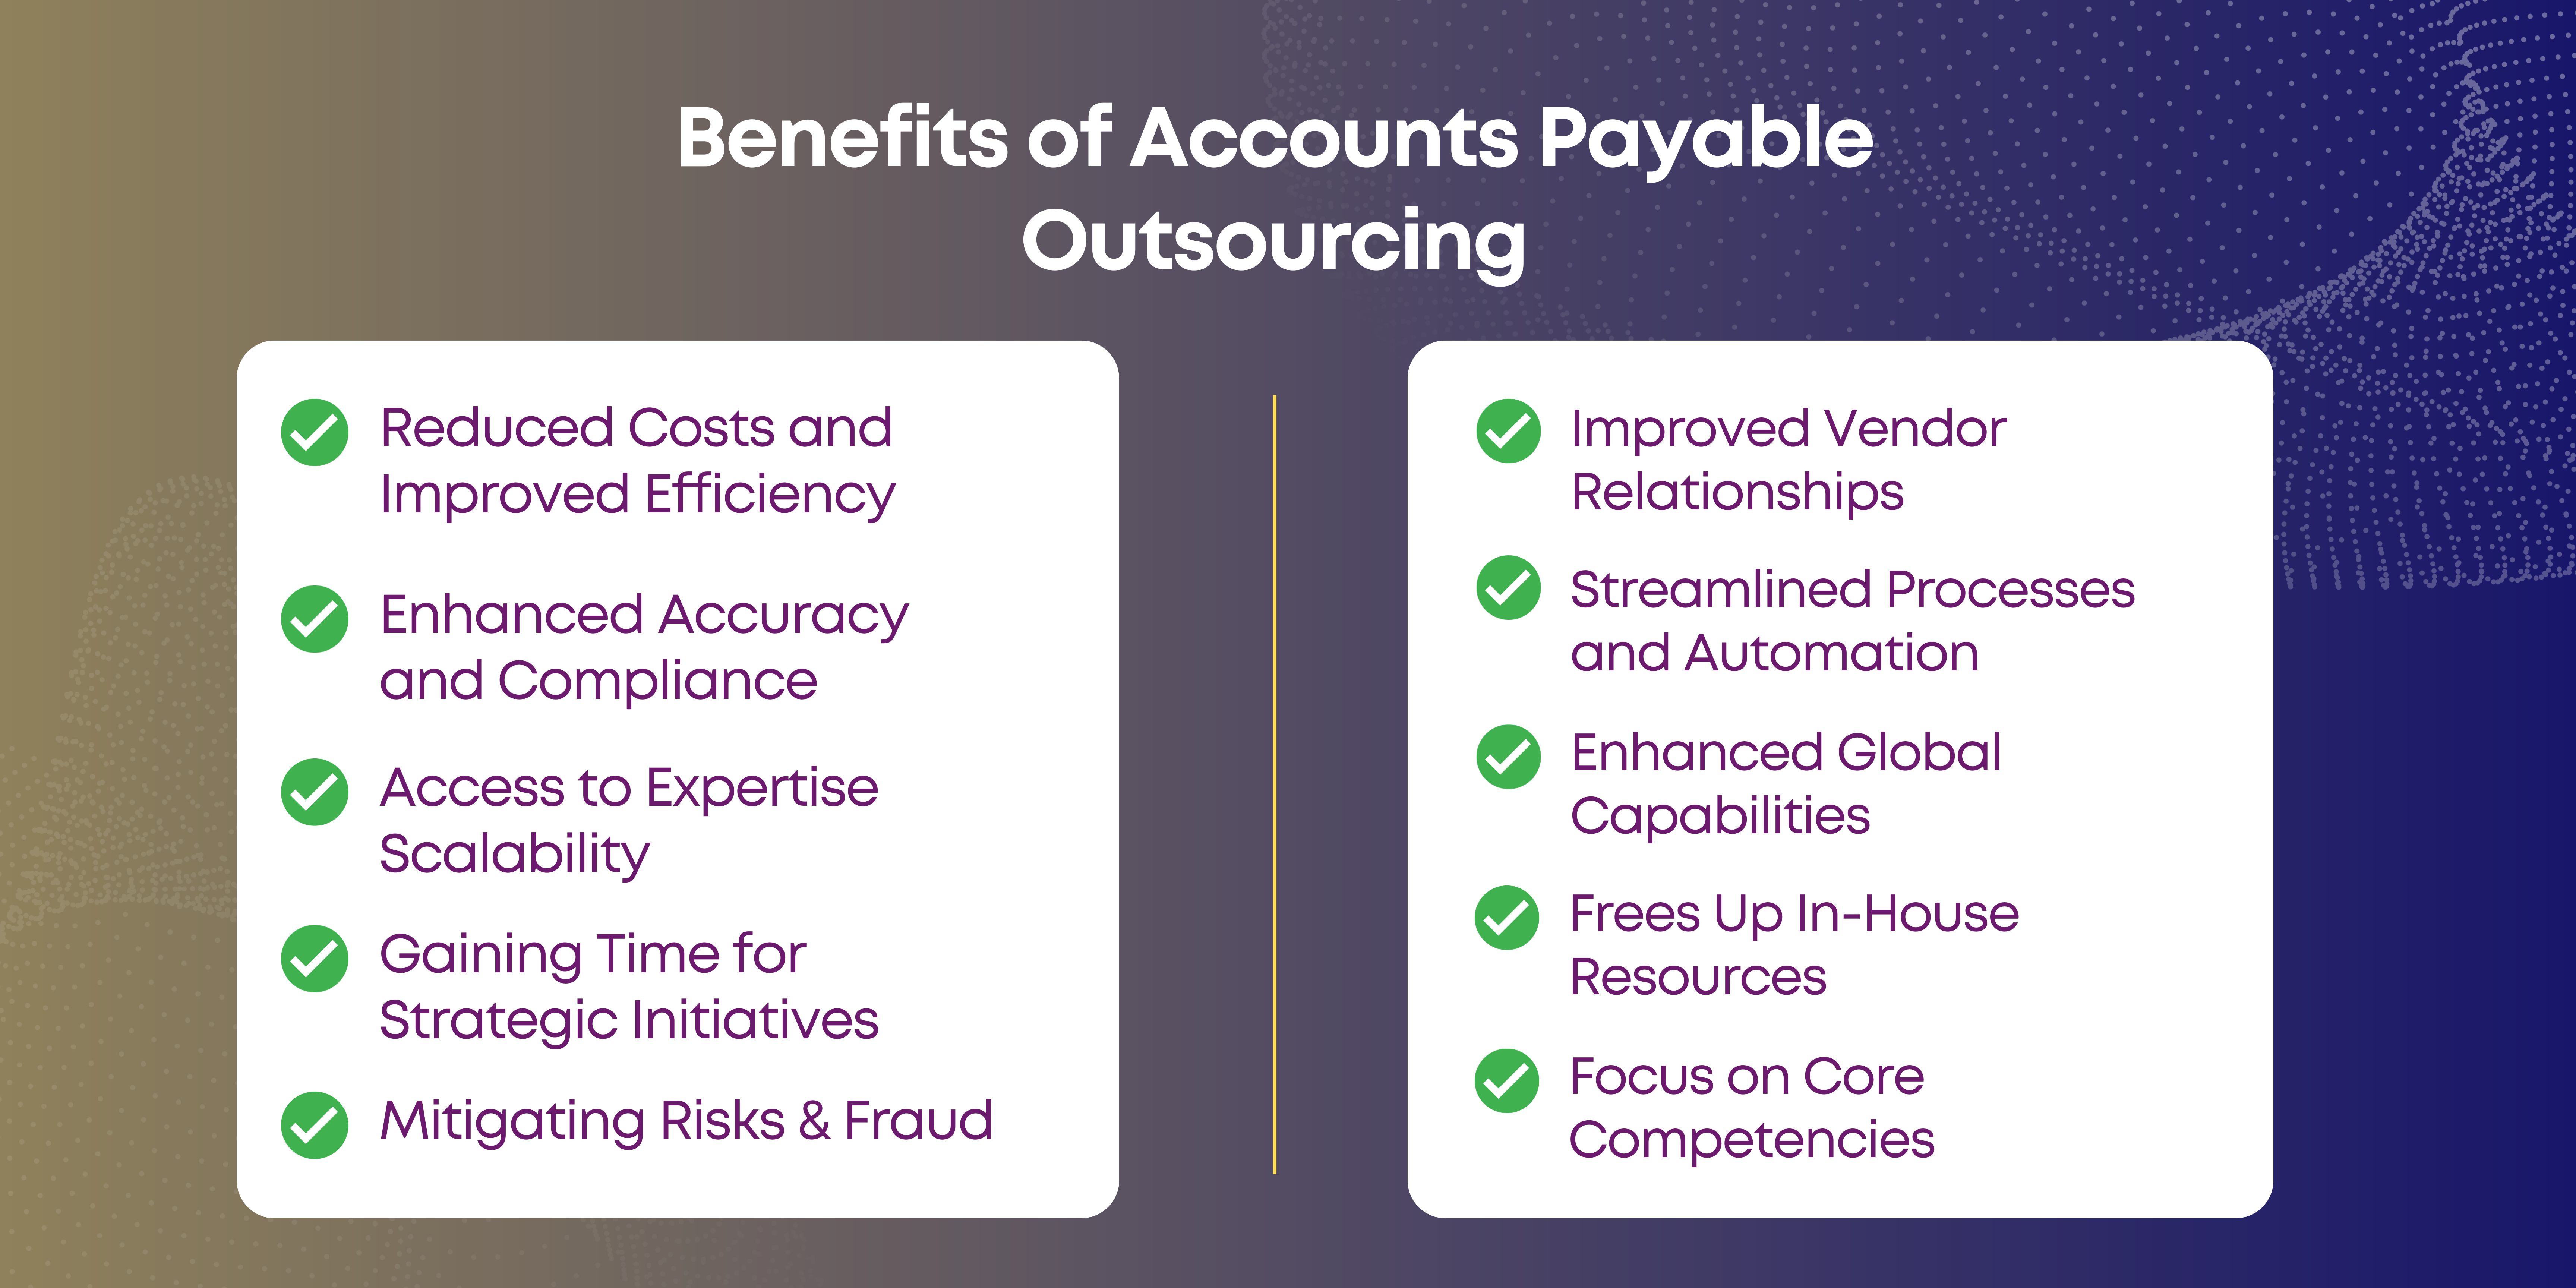 Benefits of Accounts Payable
Outsourcing
Reduced Costs and
Improved Efficiency
Enhanced Accuracy
and Compliance
Access to Expertise
Scalability
Gaining Time for
Strategic Initiatives
Mitigating Risks & Fraud
Improved Vendor
Relationships
Streamlined Processes
and Automation
Enhanced Global
Capabilities
Frees Up In-House
Resources
Focus on Core
Competencies